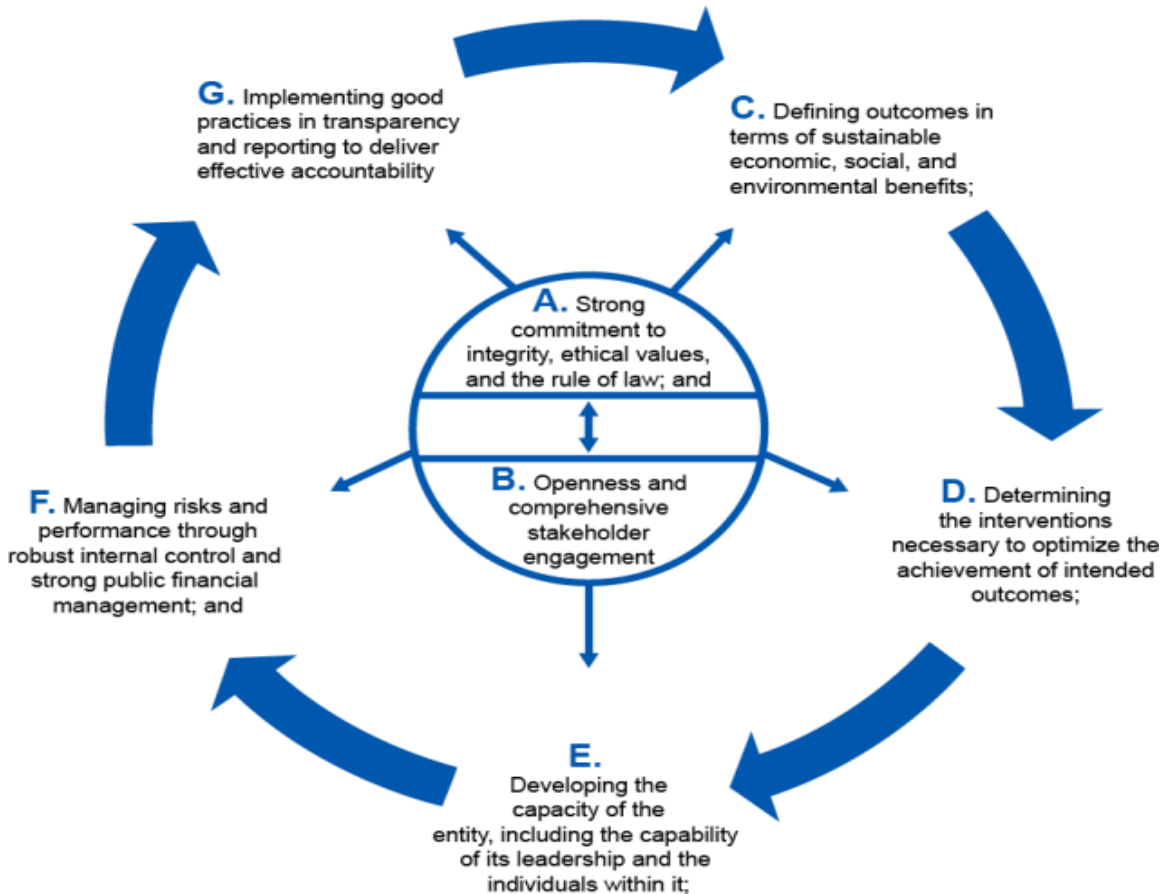 G. Implementing good
practices in transparency
and reporting to deliver
effective accountability
C. Defining outcomes in
terms of sustainable
economic, social, and
environmental benefits;
A. Strong
commitment to
integrity, ethical values,
and the rule of law; and
B. Openness and
comprehensive
stakeholder
engagement
D. Determining
the interventions
necessary to optimize the
achievement of intended
outcomes;
E.
Developing the
capacity of the
entity, including the capability
of its leadership and the
individuals within it;
F. Managing risks and
performance through
robust internal control and
strong public financial
management; and